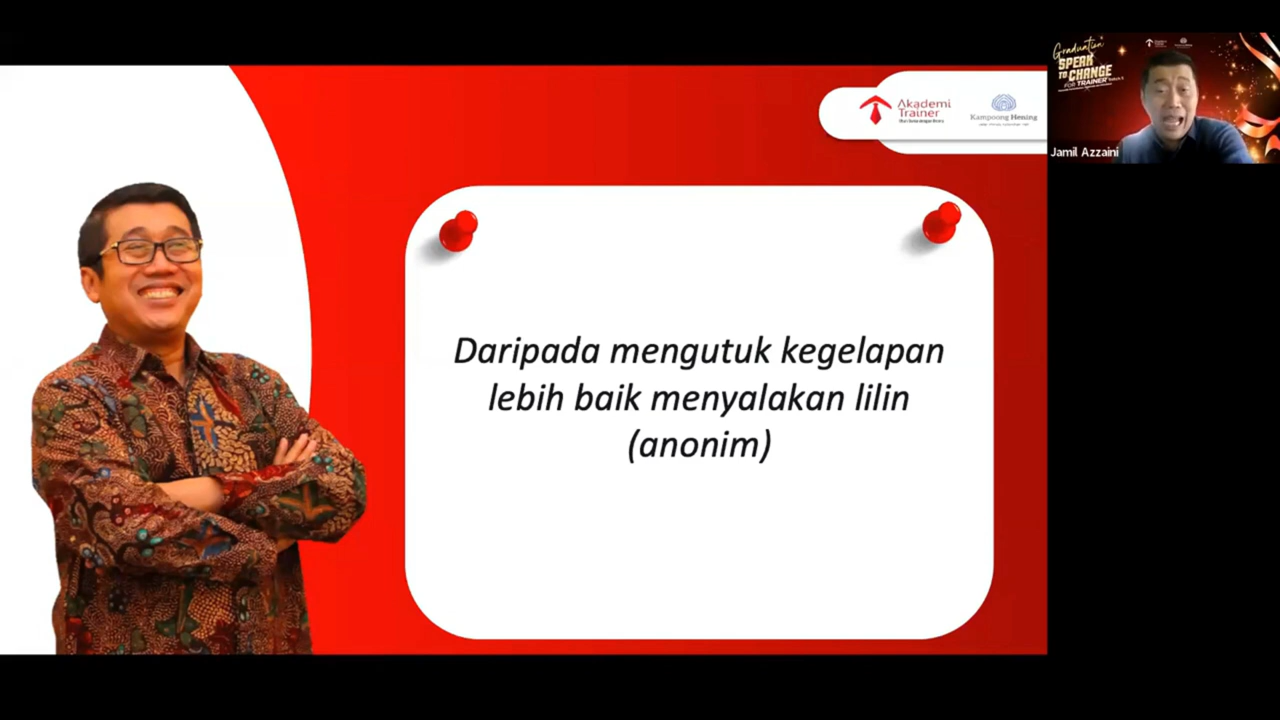 Akademi
Trainer
Kampoong Hening
Daripada mengutuk kegelapan
lebih baik menyalakan lilin
(anonim)
Graduation
SPEAK
TO CHANGE
FOR TRAINER
Jamil Azzaini